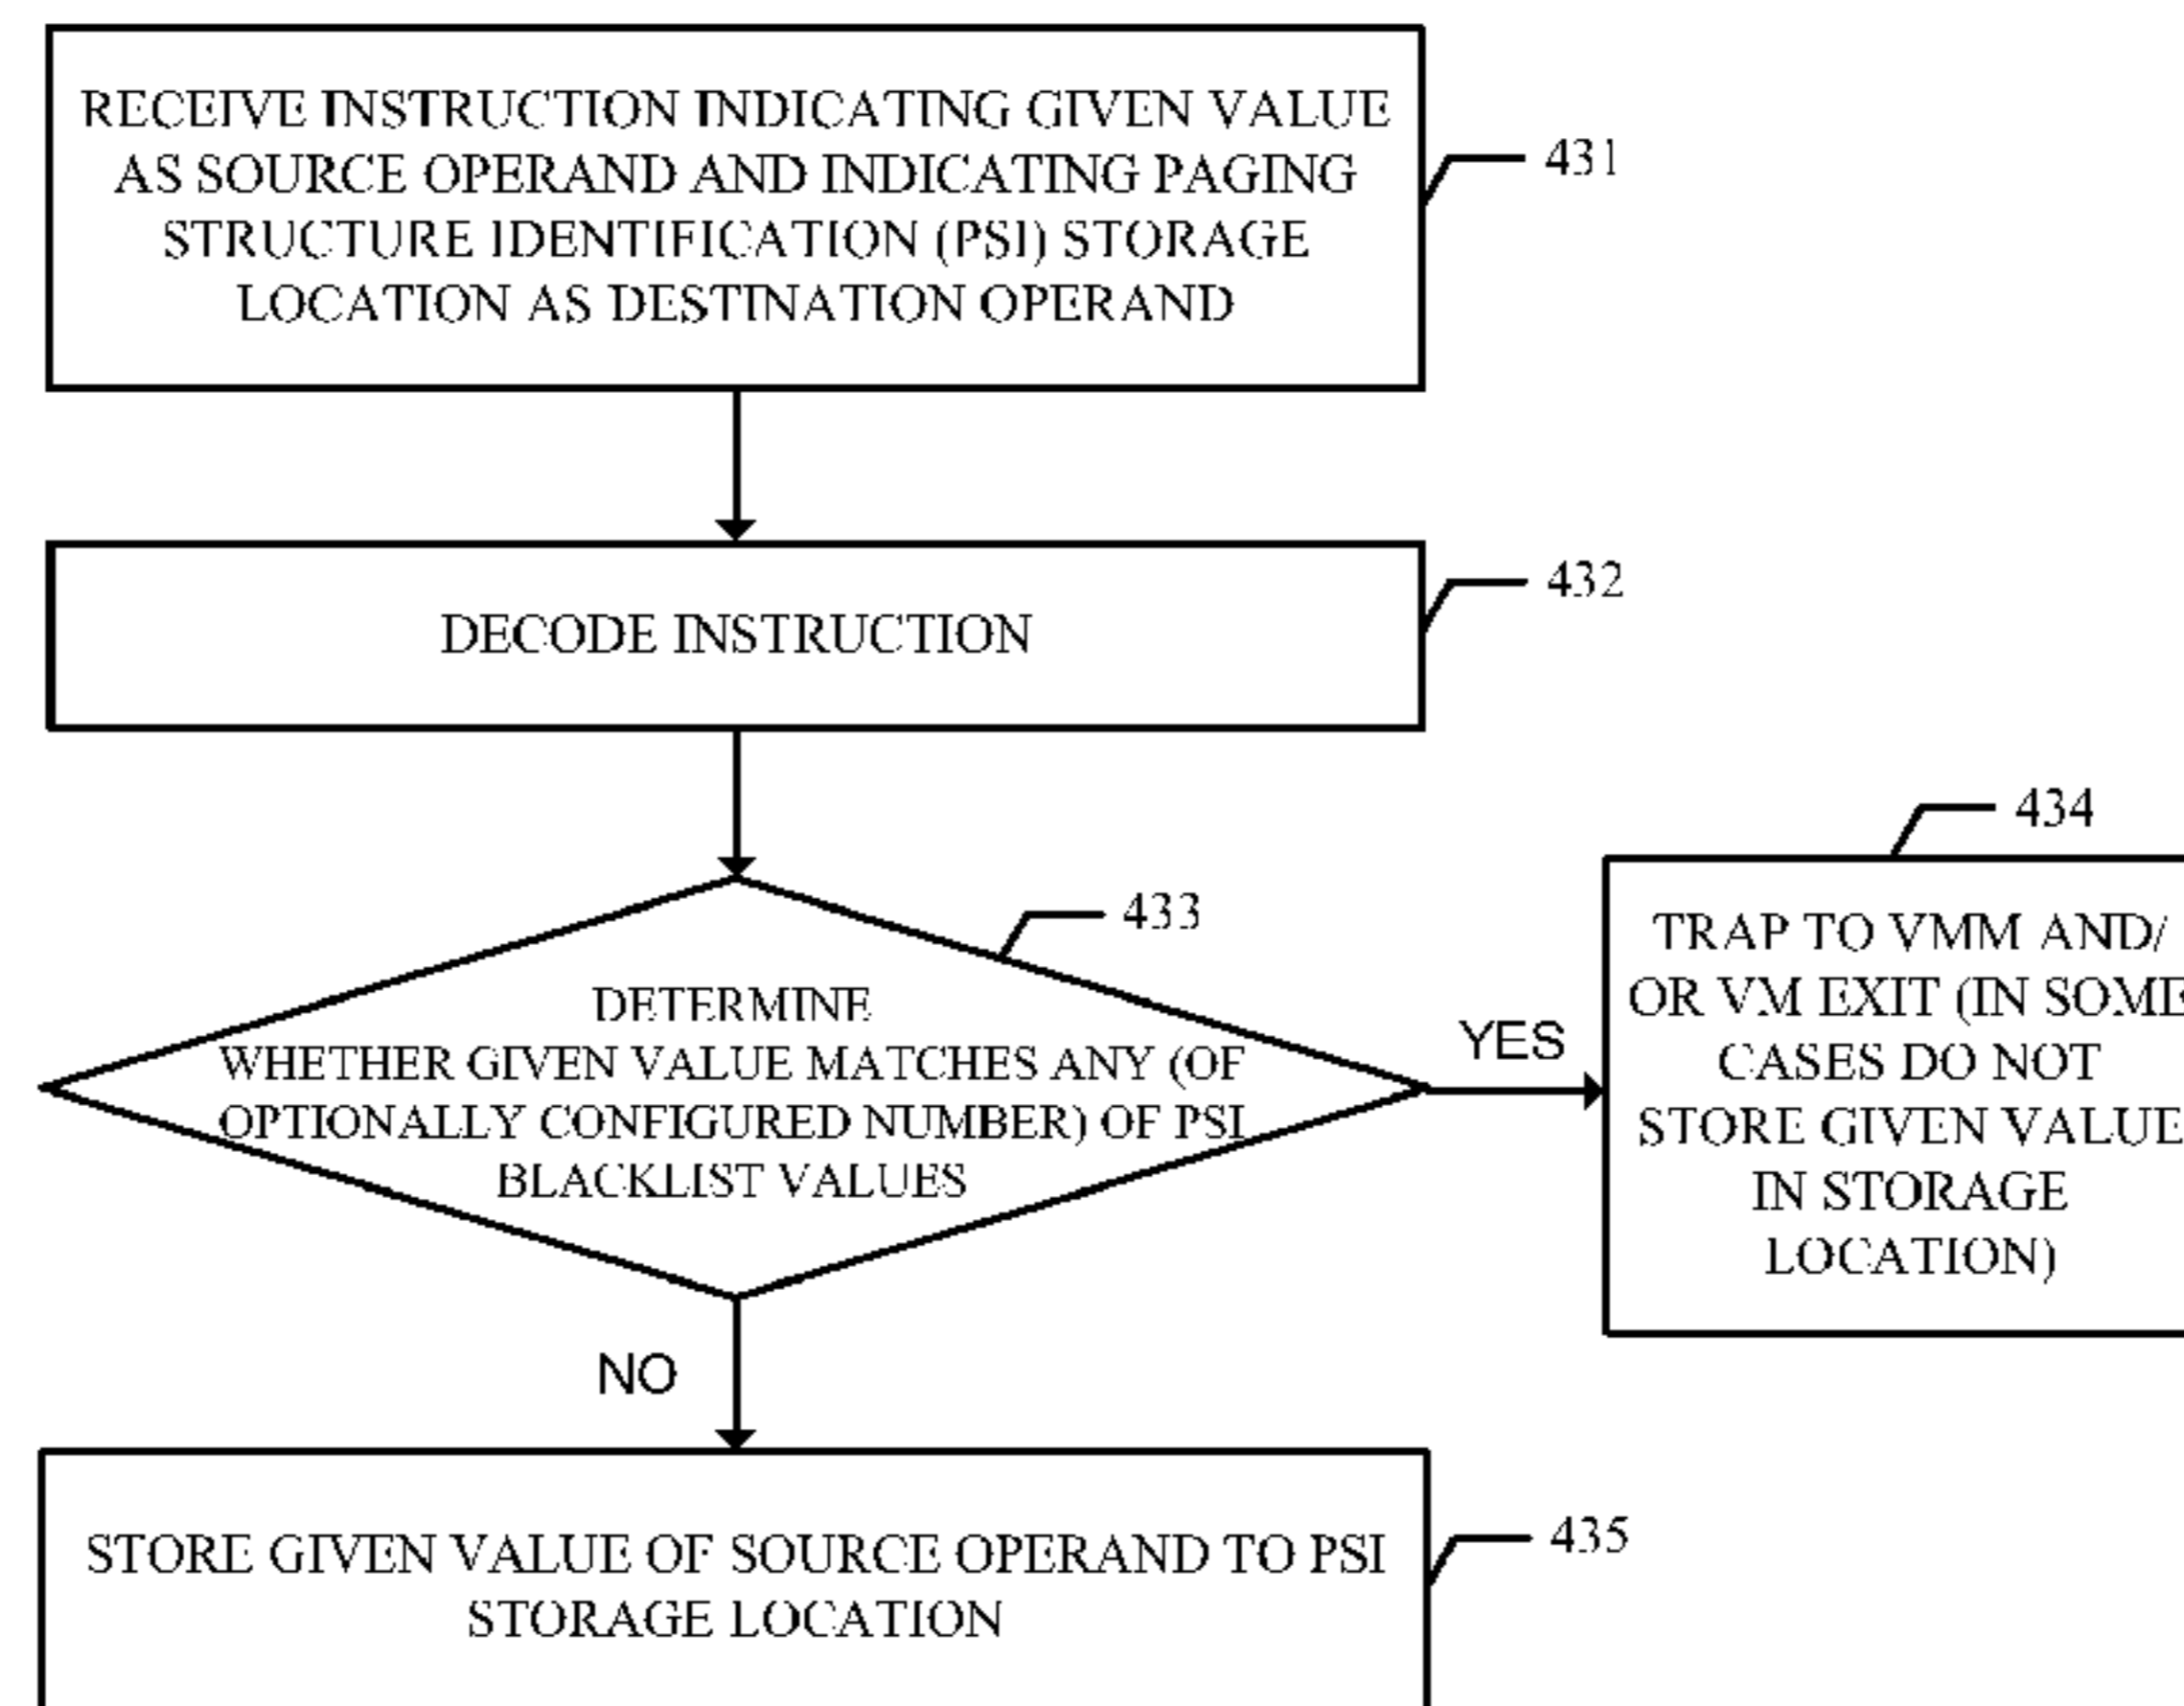 RECEIVE INSTRUCTION INDICATING GIVEN VALUE
AS SOURCE OPERAND AND INDICATING PAGING
STRUCTURE IDENTIFICATION (PSI) STORAGE
LOCATION AS DESTINATION OPERAND
431
DECODE INSTRUCTION
432
433
DETERMINE
WHETHER GIVEN VALUE MATCHES ANY (OF
OPTIONALLY CONFIGURED NUMBER) OF PSI
BLACKLIST VALUES
YES
434
TRAP TO VMM AND/
OR VM EXIT (IN SOME
CASES DO NOT
STORE GIVEN VALUE
IN STORAGE
LOCATION)
NO
STORE GIVEN VALUE OF SOURCE OPERAND TO PSI
STORAGE LOCATION
435